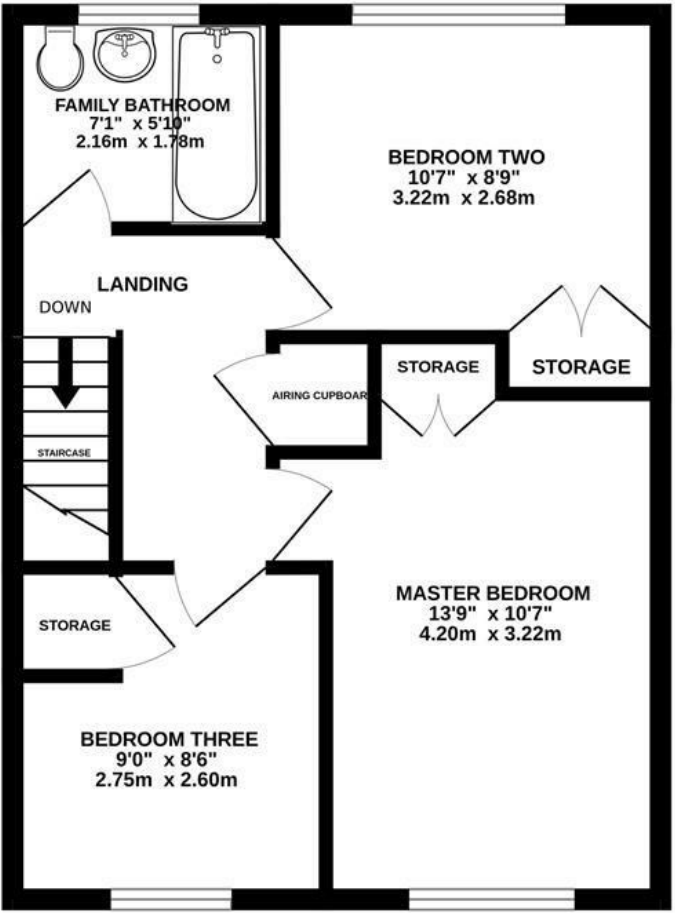 FAMILY BATHROOM
7'1" x 5'10"
2.16m x 1.78m
BEDROOM TWO
10'7" x 8'9"
3.22m x 2.68m
LANDING
DOWN
STORAGE
STORAGE
AIRING CUPBOAR
STAIRCASE
MASTER BEDROOM
13'9" x 10'7"
4.20m x 3.22m
STORAGE
BEDROOM THREE
9'0" x 8'6"
2.75m x 2.60m